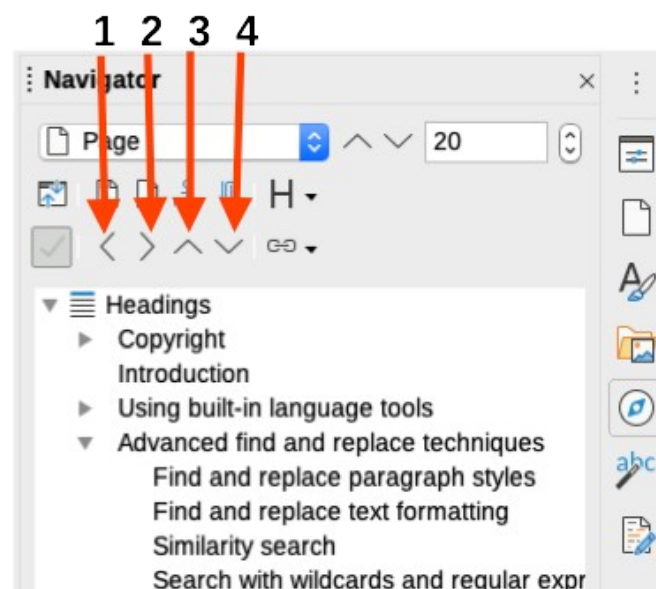 1 2 3 4
Navigator
Page 20
H
Headings
Copyright
Introduction
Using built-in language tools
Advanced find and replace techniques
Find and replace paragraph styles
Find and replace text formatting
Similarity search
Search with wildcards and regular expr
abc